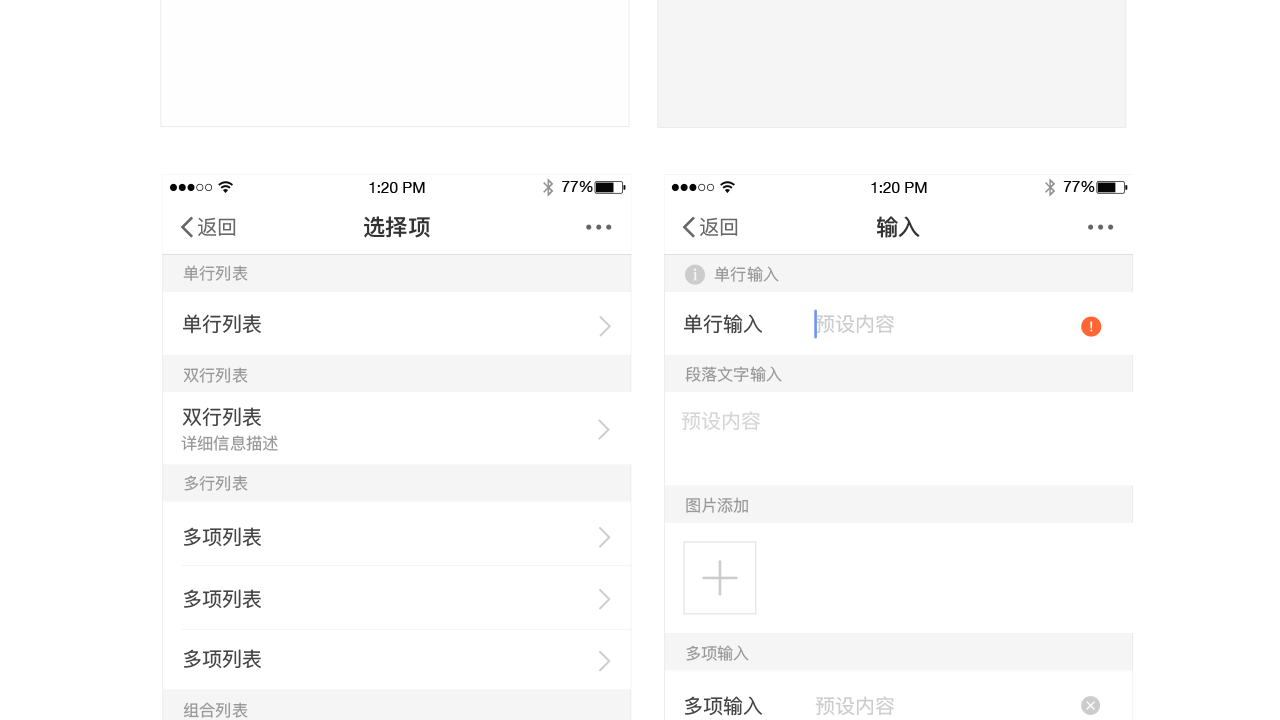 1:20 PM
77%
返回
选择项
单行列表
单行列表
双行列表
双行列表
详细信息描述
多行列表
多项列表
多项列表
多项列表
组合列表
1:20 PM
77%
返回
输入
单行输入
单行输入 预设内容
段落文字输入
预设内容
图片添加
多项输入
多项输入 预设内容